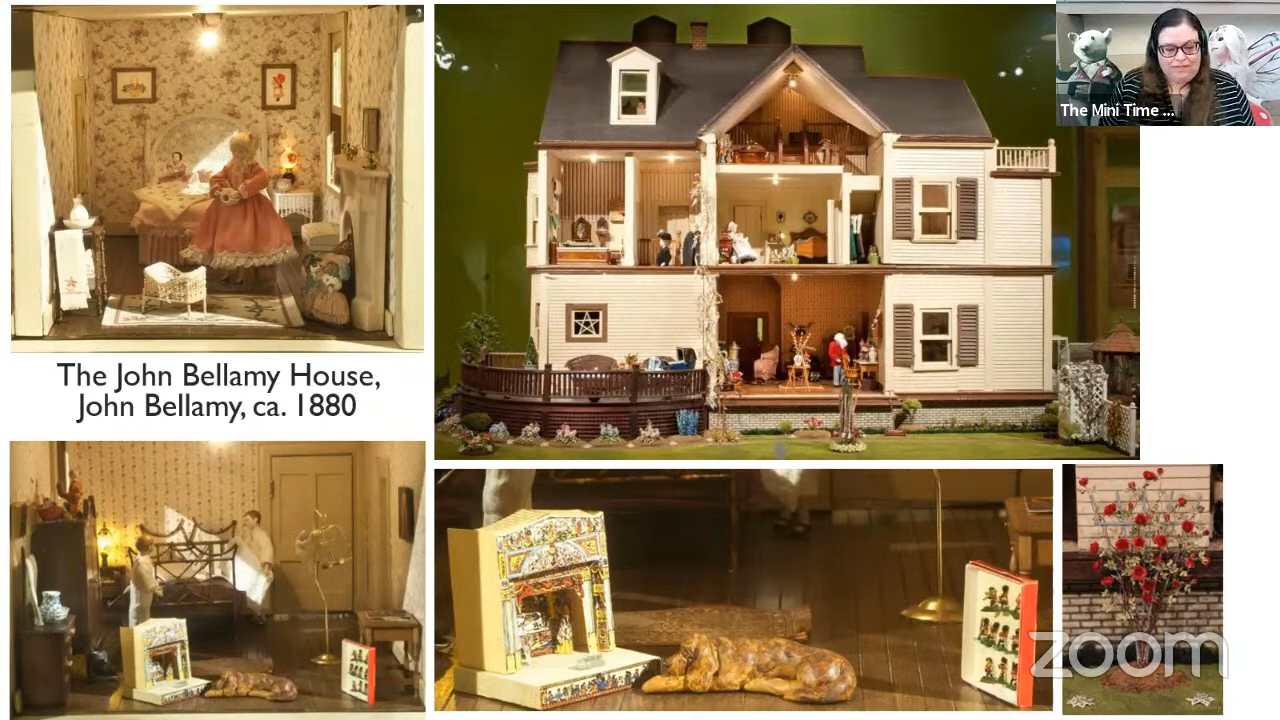 The Mini Time ...
The John Bellamy House,
John Bellamy, ca. 1880
zoom